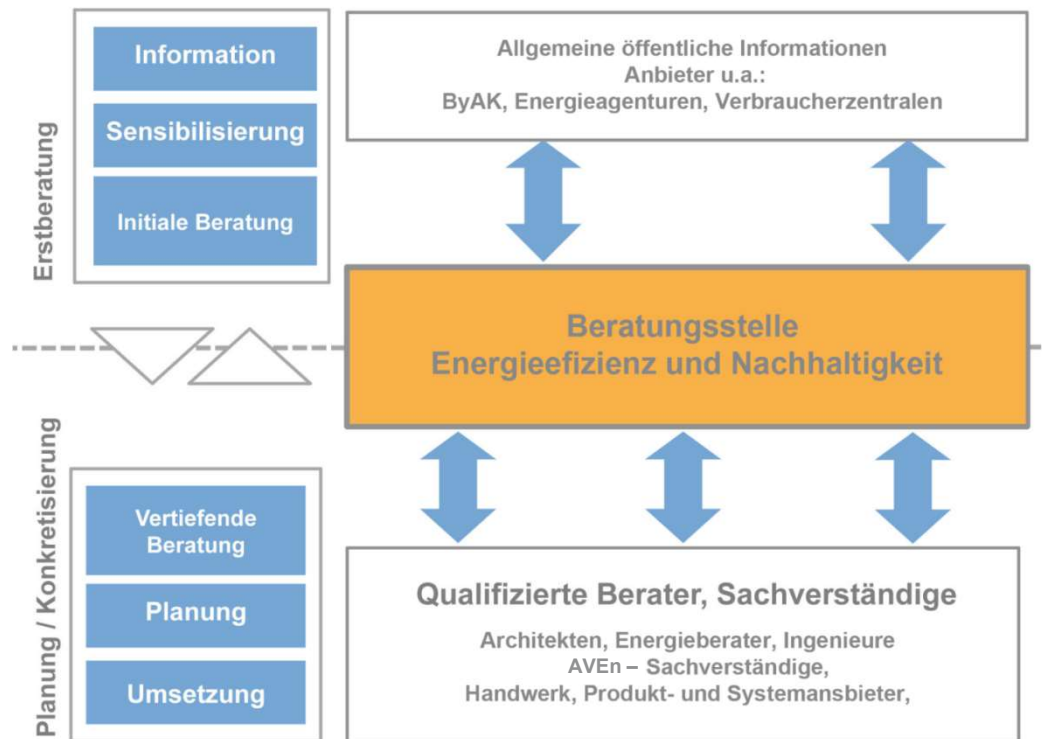 Erstberatung
Information
Sensibilisierung
Initiale Beratung
Allgemeine öffentliche Informationen
Anbieter u.a.:
ByAK, Energieagenturen, Verbraucherzentralen
Beratungsstelle
Energieefizienz und Nachhaltigkeit
Planung / Konkretisierung
Vertiefende
Beratung
Planung
Umsetzung
Qualifizierte Berater, Sachverständige
Architekten, Energieberater, Ingenieure
AVEn – Sachverständige,
Handwerk, Produkt- und Systemansbieter,